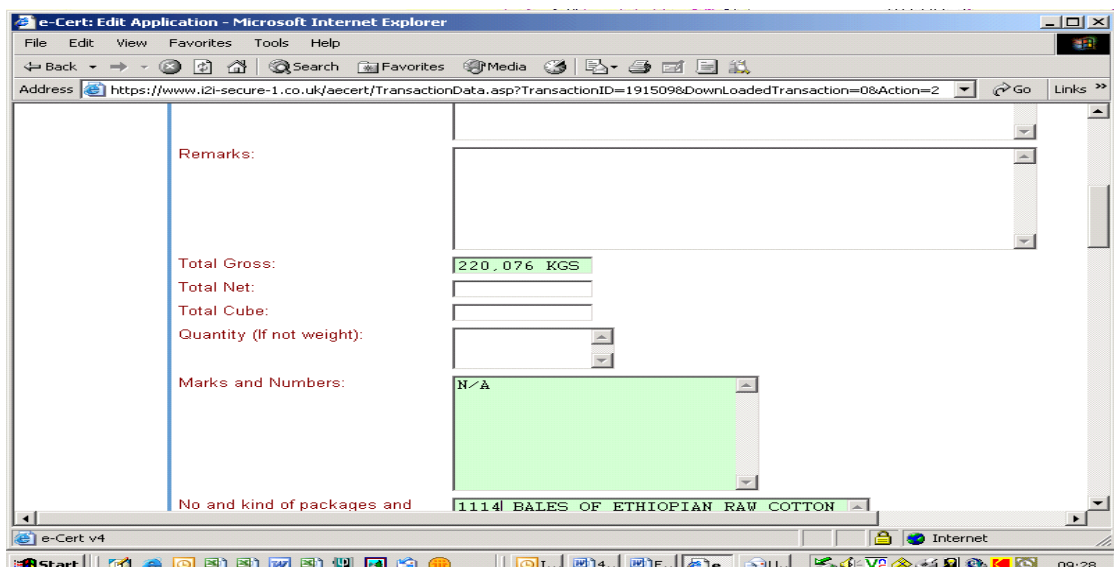 e-Cert: Edit Application - Microsoft Internet Explorer
File Edit View Favorites Tools Help
Back Search Favorites Media
Address https://www.i2i-secure-1.co.uk/aecert/TransactionData.asp?TransactionID=191509&DownLoadedTransaction=0&Action=2 Go Links »
Remarks:
Total Gross: 220,076 KGS
Total Net:
Total Cube:
Quantity (If not weight):
Marks and Numbers: N/A
No and kind of packages and 1114 BALES OF ETHIOPIAN RAW COTTON
e-Cert v4 Internet
Start 09:28